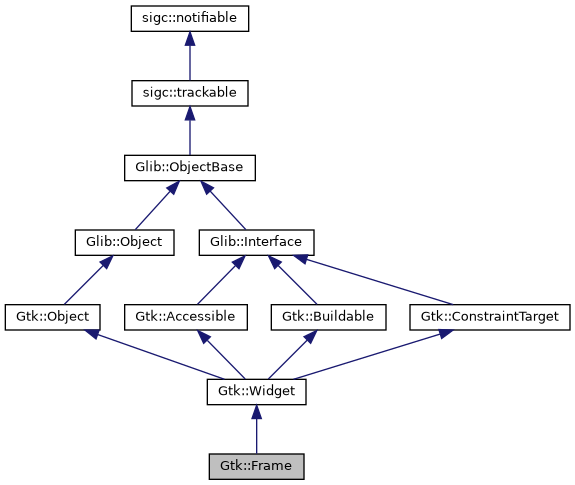 sigc::notifiable
sigc::trackable
Glib::ObjectBase
Glib::Object
Glib::Interface
Gtk::Object
Gtk::Accessible
Gtk::Buildable
Gtk::ConstraintTarget
Gtk::Widget
Gtk::Frame